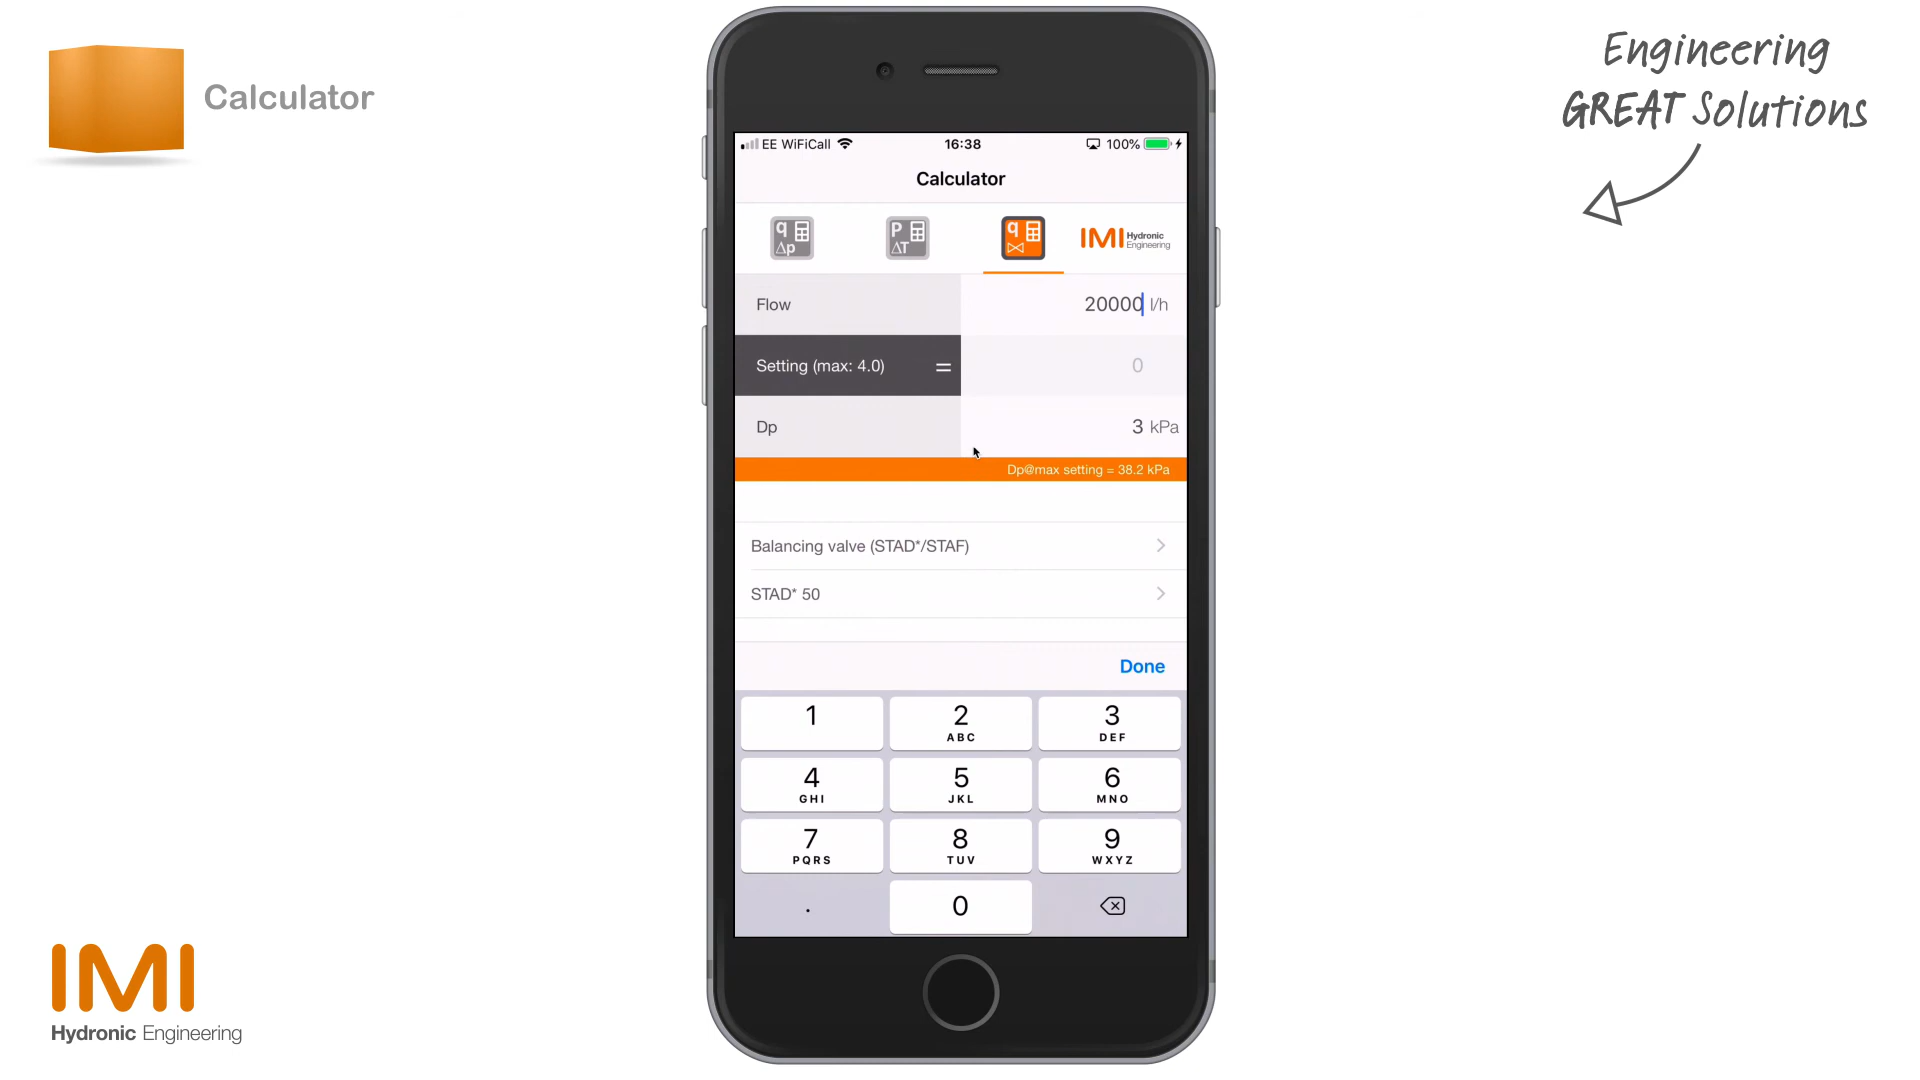 Calculator
Engineering
GREAT Solutions
EE WiFiCall 16:38 100%
Calculator
q Δp
P ΔT
q
IMI Hydronic Engineering
Flow 20000 l/h
Setting (max: 4.0) = 0
Dp 3 kPa
Dp@max setting = 38.2 kPa
Balancing valve (STAD*/STAF)
STAD* 50
Done
1 2 3
ABC DEF
4 5 6
GHI JKL MNO
7 8 9
PQRS TUV WXYZ
. 0
IMI
Hydronic Engineering